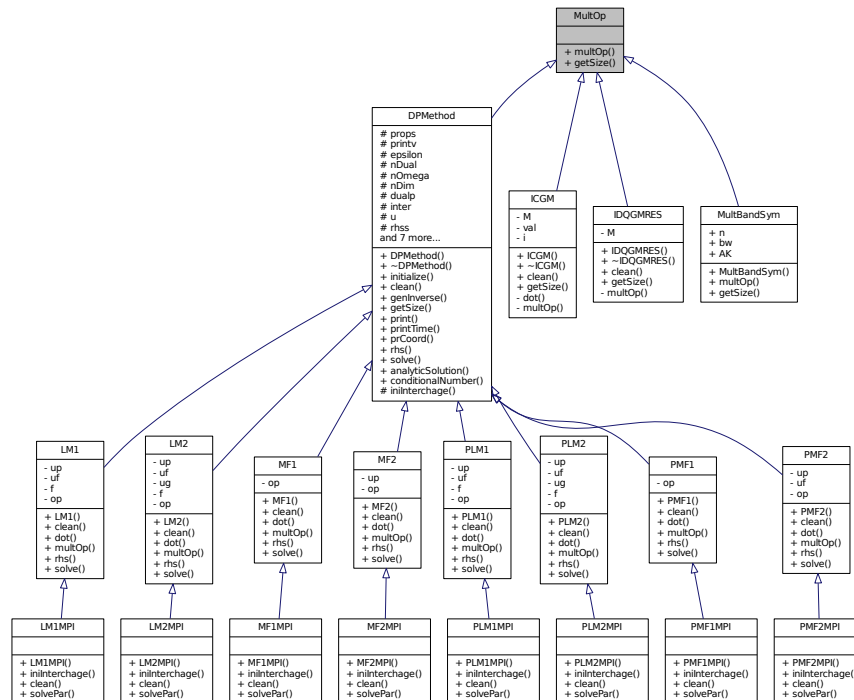 MultOp
+ multOp()
+ getSize()
DPMethod
# props
# printv
# epsilon
# nDual
# nOmega
# nDim
# dualp
# inter
# u
# rhss
and 7 more...
+ DPMethod()
+ ~DPMethod()
+ initialize()
+ clean()
+ genInverse()
+ getSize()
+ print()
+ printTime()
+ prCoord()
+ rhs()
+ solve()
+ analyticSolution()
+ conditionalNumber()
# iniInterchage()
ICGM
- M
- val
- i
+ ICGM()
+ ~ICGM()
+ clean()
+ getSize()
- dot()
- multOp()
IDQGMRES
- M
+ IDQGMRES()
+ ~IDQGMRES()
+ clean()
+ getSize()
- multOp()
MultBandSym
+ n
+ bw
+ AK
+ MultBandSym()
+ multOp()
+ getSize()
LM1
- up
- uf
- f
- op
+ LM1()
+ clean()
+ dot()
+ multOp()
+ rhs()
+ solve()
LM2
- up
- uf
- ug
- f
- op
+ LM2()
+ clean()
+ dot()
+ multOp()
+ rhs()
+ solve()
MF1
- op
+ MF1()
+ clean()
+ dot()
+ multOp()
+ rhs()
+ solve()
MF2
- up
- op
+ MF2()
+ clean()
+ dot()
+ multOp()
+ rhs()
+ solve()
PLM1
- up
- uf
- f
- op
+ PLM1()
+ clean()
+ dot()
+ multOp()
+ rhs()
+ solve()
PLM2
- up
- uf
- ug
- f
- op
+ PLM2()
+ clean()
+ dot()
+ multOp()
+ rhs()
+ solve()
PMF1
- op
+ PMF1()
+ clean()
+ dot()
+ multOp()
+ rhs()
+ solve()
PMF2
- up
- uf
- op
+ PMF2()
+ clean()
+ dot()
+ multOp()
+ rhs()
+ solve()
LM1MPI
+ LM1MPI()
+ iniInterchage()
+ clean()
+ solvePar()
LM2MPI
+ LM2MPI()
+ iniInterchage()
+ clean()
+ solvePar()
MF1MPI
+ MF1MPI()
+ iniInterchage()
+ clean()
+ solvePar()
MF2MPI
+ MF2MPI()
+ iniInterchage()
+ clean()
+ solvePar()
PLM1MPI
+ PLM1MPI()
+ iniInterchage()
+ clean()
+ solvePar()
PLM2MPI
+ PLM2MPI()
+ iniInterchage()
+ clean()
+ solvePar()
PMF1MPI
+ PMF1MPI()
+ iniInterchage()
+ clean()
+ solvePar()
PMF2MPI
+ PMF2MPI()
+ iniInterchage()
+ clean()
+ solvePar()